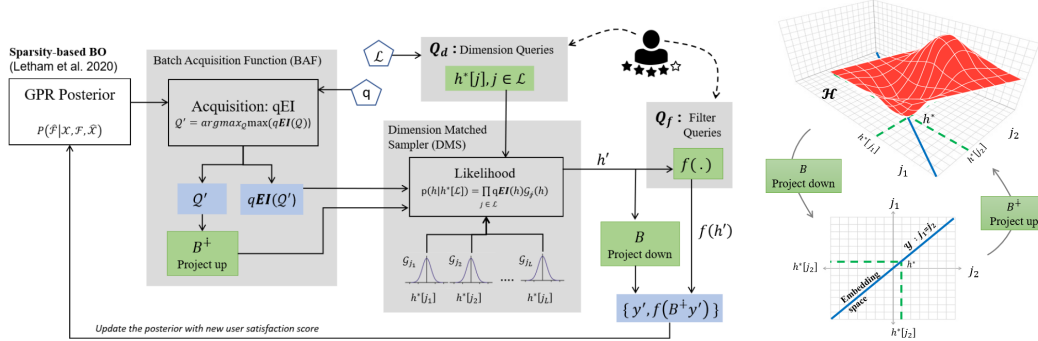 Sparsity-based BO
(Letham et al. 2020)
GPR Posterior
P(F̂|𝒳, ℱ, X̂)
Batch Acquisition Function (BAF)
Acquisition: qEI
Q′ = argmax_Q max(qEI(Q)}
Q′
qEI(Q′)
B‡
Project up
ℒ
q
Q_d : Dimension Queries
h*[j], j ∈ ℒ
Dimension Matched
Sampler (DMS)
Likelihood
p(h|h*[ℒ]) = ∏ qEI(h)𝒢_j(h)
j ∈ ℒ
𝒢_j₁
𝒢_j₂
𝒢_j_L
....
h*[j₁]
h*[j₂]
h*[j_L]
h′
Q_f : Filter
Queries
f(.)
f(h′)
B
Project down
{ y′, f(B‡y′) }
Update the posterior with new user satisfaction score
ℋ
h*
h*[j₁]
h*[j₂]
j₁
j₂
B
Project down
B‡
Project up
j₁
𝒴 : j₁=j₂
j₂
h*[j₂]
h*
Embedding
space
h*[j₂]